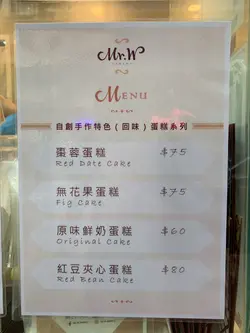 Mr.W
MENU
自創手作特色(回味)蛋糕系列
棗蓉蛋糕 $75
Red Date Cake
無花果蛋糕 $75
Fig Cake
原味鮮奶蛋糕 $60
Original Cake
紅豆夾心蛋糕 $80
Red Bean Cake